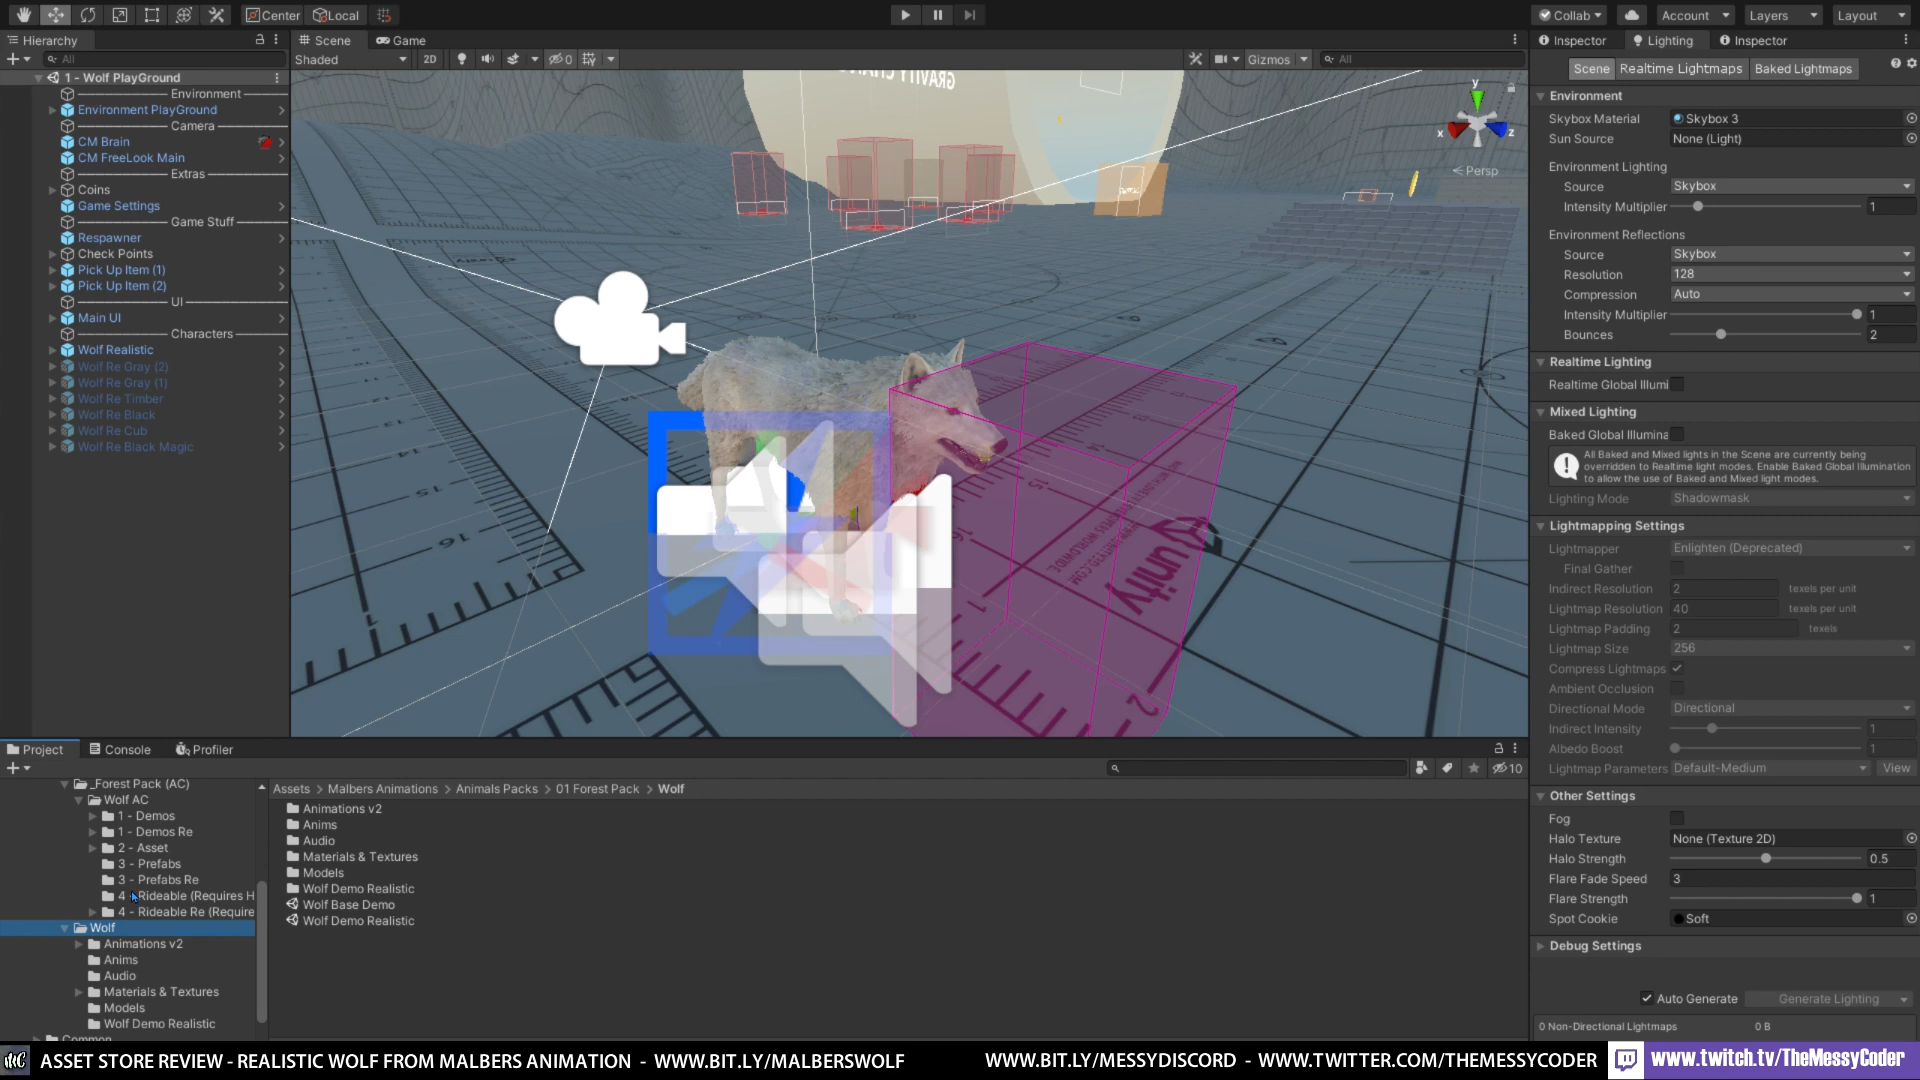 Center
Local
Collab
Account
Layers
Layout
Hierarchy
All
1 - Wolf PlayGround
Environment
Environment PlayGround
Camera
CM Brain
CM FreeLook Main
Extras
Coins
Game Settings
Game Stuff
Respawner
Check Points
Pick Up Item (1)
Pick Up Item (2)
UI
Main UI
Characters
Wolf Realistic
Wolf Re Gray (2)
Wolf Re Gray (1)
Wolf Re Timber
Wolf Re Black
Wolf Re Cub
Wolf Re Black Magic
Scene
Game
Shaded
2D
0
Gizmos
All
y
x
z
Persp
15
16
15
16
1
1
2
unity
Inspector
Lighting
Inspector
Scene
Realtime Lightmaps
Baked Lightmaps
Environment
Skybox Material
Skybox 3
Sun Source
None (Light)
Environment Lighting
Source
Skybox
Intensity Multiplier
1
Environment Reflections
Source
Skybox
Resolution
128
Compression
Auto
Intensity Multiplier
1
Bounces
2
Realtime Lighting
Realtime Global Illumi
Mixed Lighting
Baked Global Illumina
All Baked and Mixed lights in the Scene are currently being
overridden to Realtime light modes. Enable Baked Global Illumination
to allow the use of Baked and Mixed light modes.
Lighting Mode
Shadowmask
Lightmapping Settings
Lightmapper
Enlighten (Deprecated)
Final Gather
Indirect Resolution
2
texels per unit
Lightmap Resolution
40
texels per unit
Lightmap Padding
2
texels
Lightmap Size
256
Compress Lightmaps
Ambient Occlusion
Directional Mode
Directional
Indirect Intensity
1
Albedo Boost
1
Lightmap Parameters
Default-Medium
View
Other Settings
Fog
Halo Texture
None (Texture 2D)
Halo Strength
0.5
Flare Fade Speed
3
Flare Strength
1
Spot Cookie
Soft
Debug Settings
Auto Generate
Generate Lighting
0 Non-Directional Lightmaps
0 B
Project
Console
Profiler
10
_Forest Pack (AC)
Wolf AC
1 - Demos
1 - Demos Re
2 - Asset
3 - Prefabs
3 - Prefabs Re
4 - Rideable (Requires H
4 - Rideable Re (Require
Wolf
Animations v2
Anims
Audio
Materials & Textures
Models
Wolf Demo Realistic
Common
Assets > Malbers Animations > Animals Packs > 01 Forest Pack > Wolf
Animations v2
Anims
Audio
Materials & Textures
Models
Wolf Demo Realistic
Wolf Base Demo
Wolf Demo Realistic
ASSET STORE REVIEW - REALISTIC WOLF FROM MALBERS ANIMATION - WWW.BIT.LY/MALBERSWOLF
WWW.BIT.LY/MESSYDISCORD - WWW.TWITTER.COM/THEMESSYCODER
www.twitch.tv/TheMessyCoder